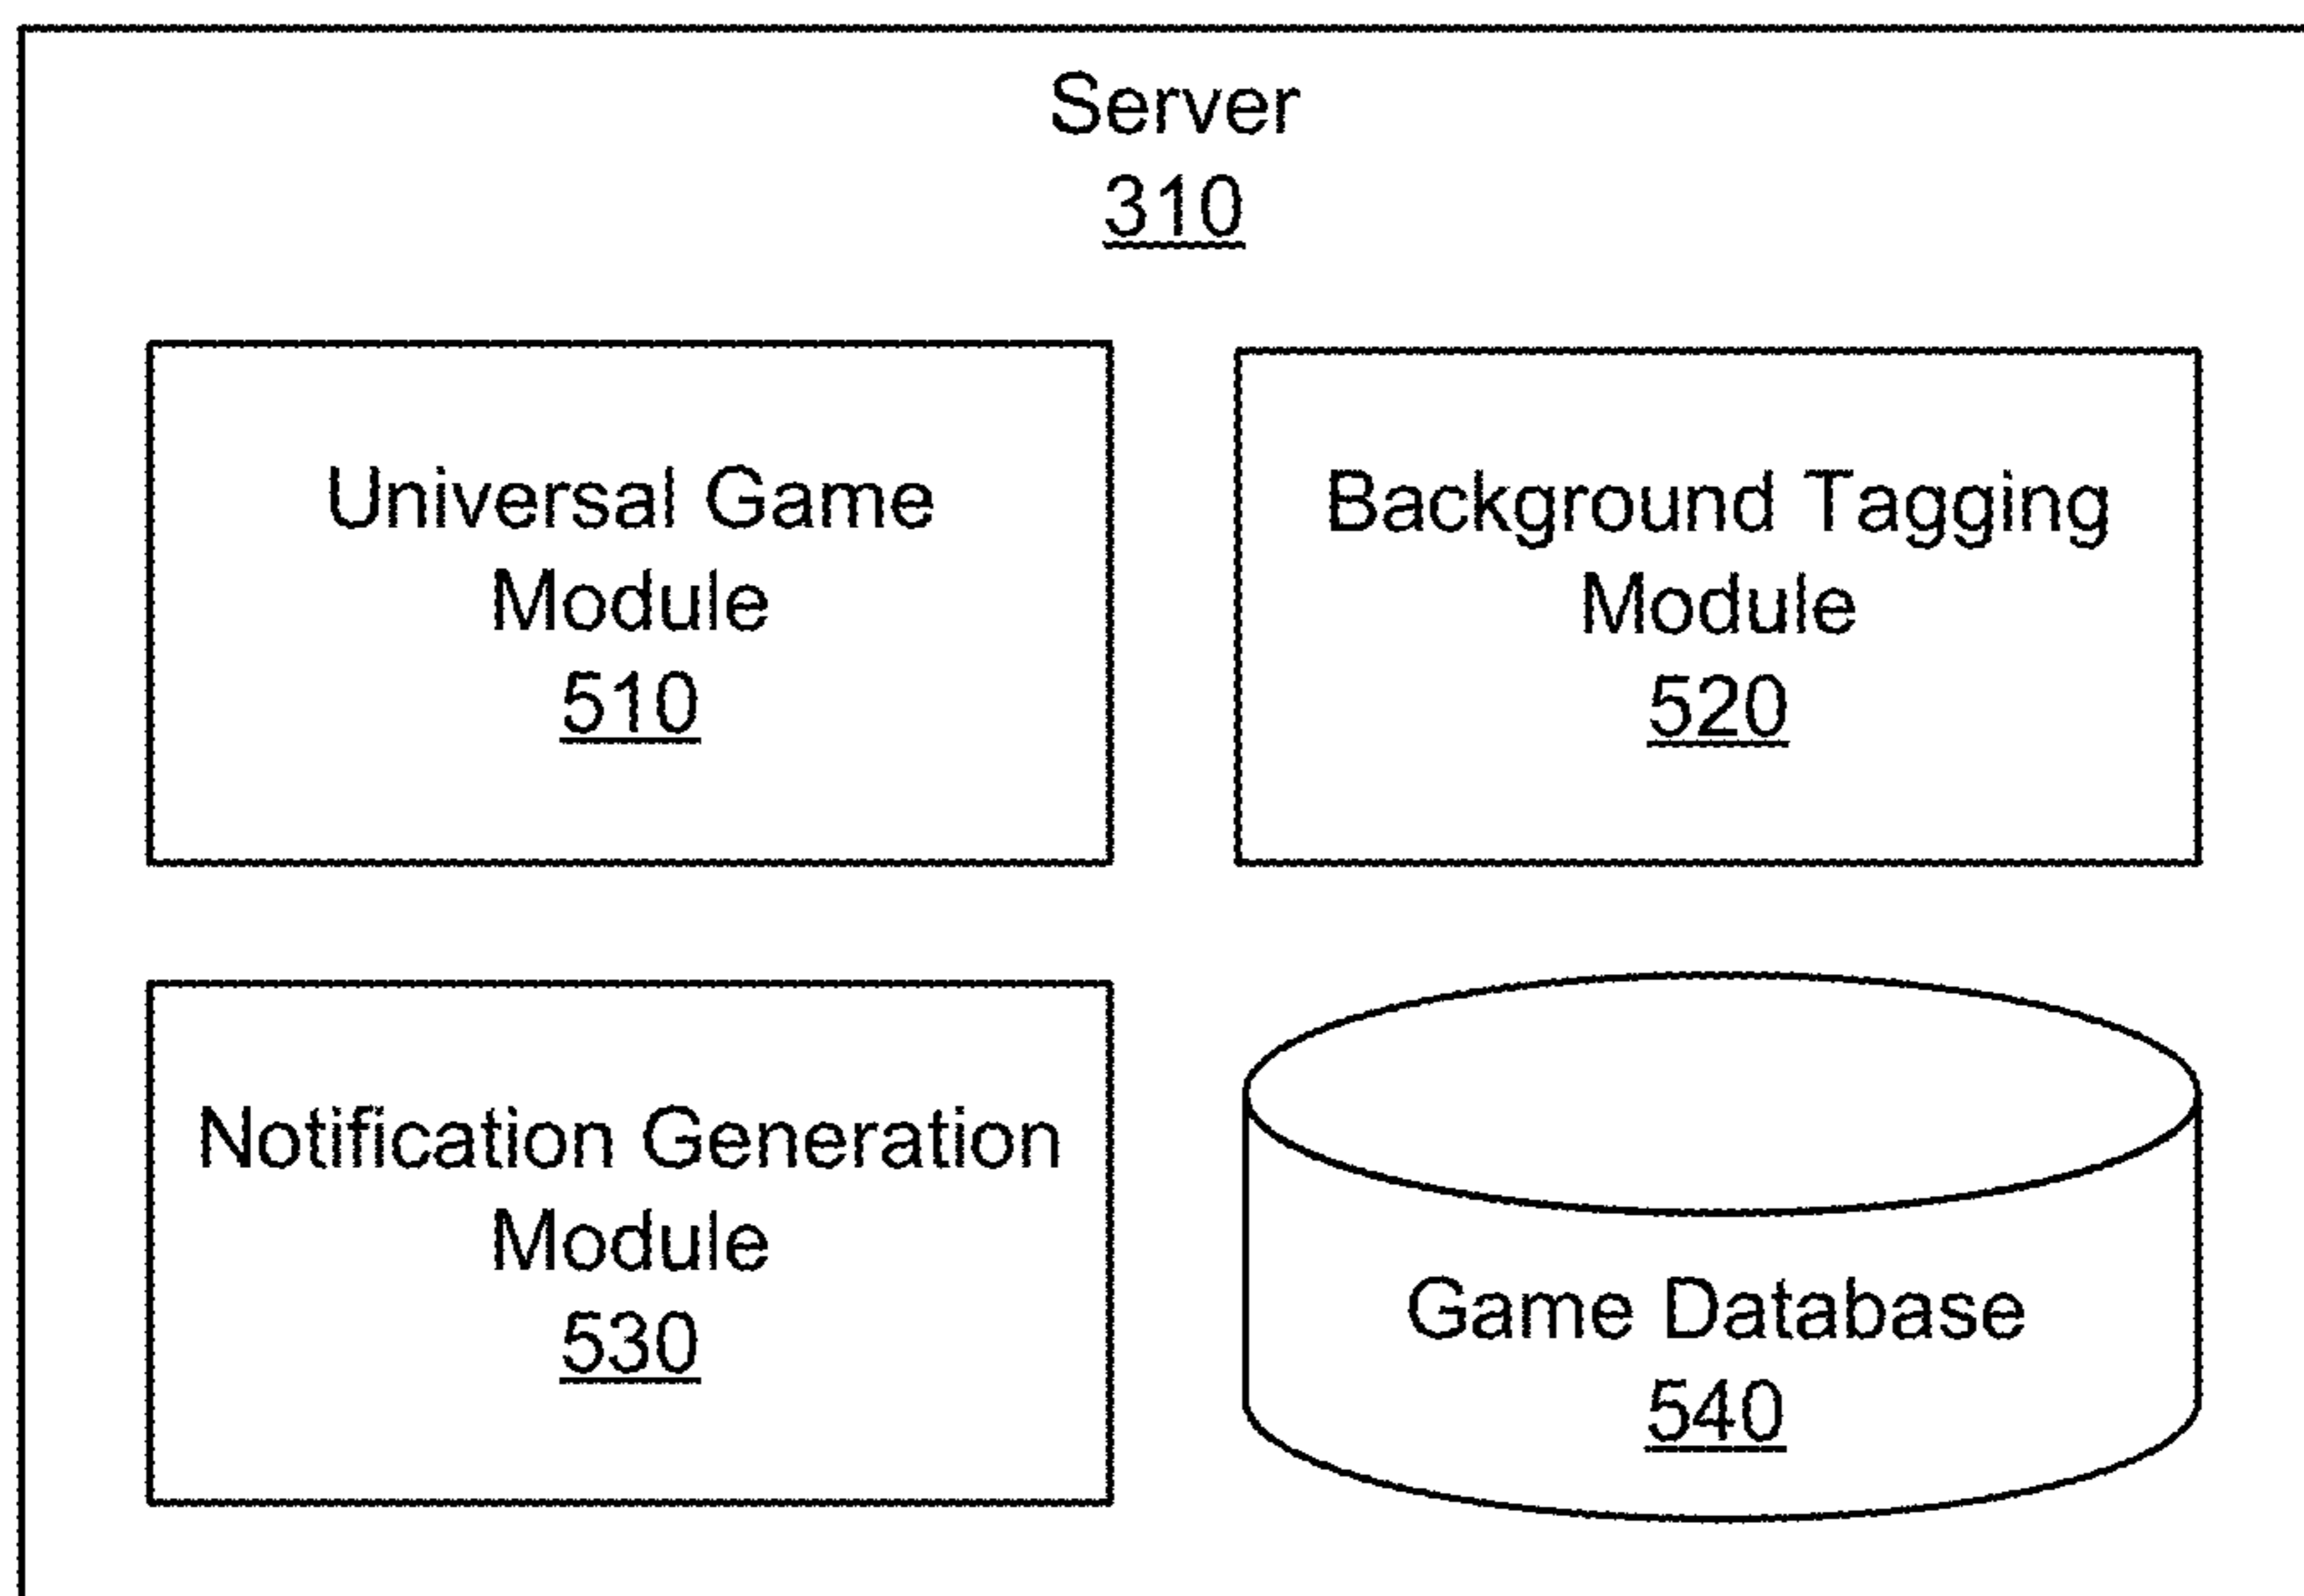 Server
310
Universal Game
Module
510
Background Tagging
Module
520
Notification Generation
Module
530
Game Database
540